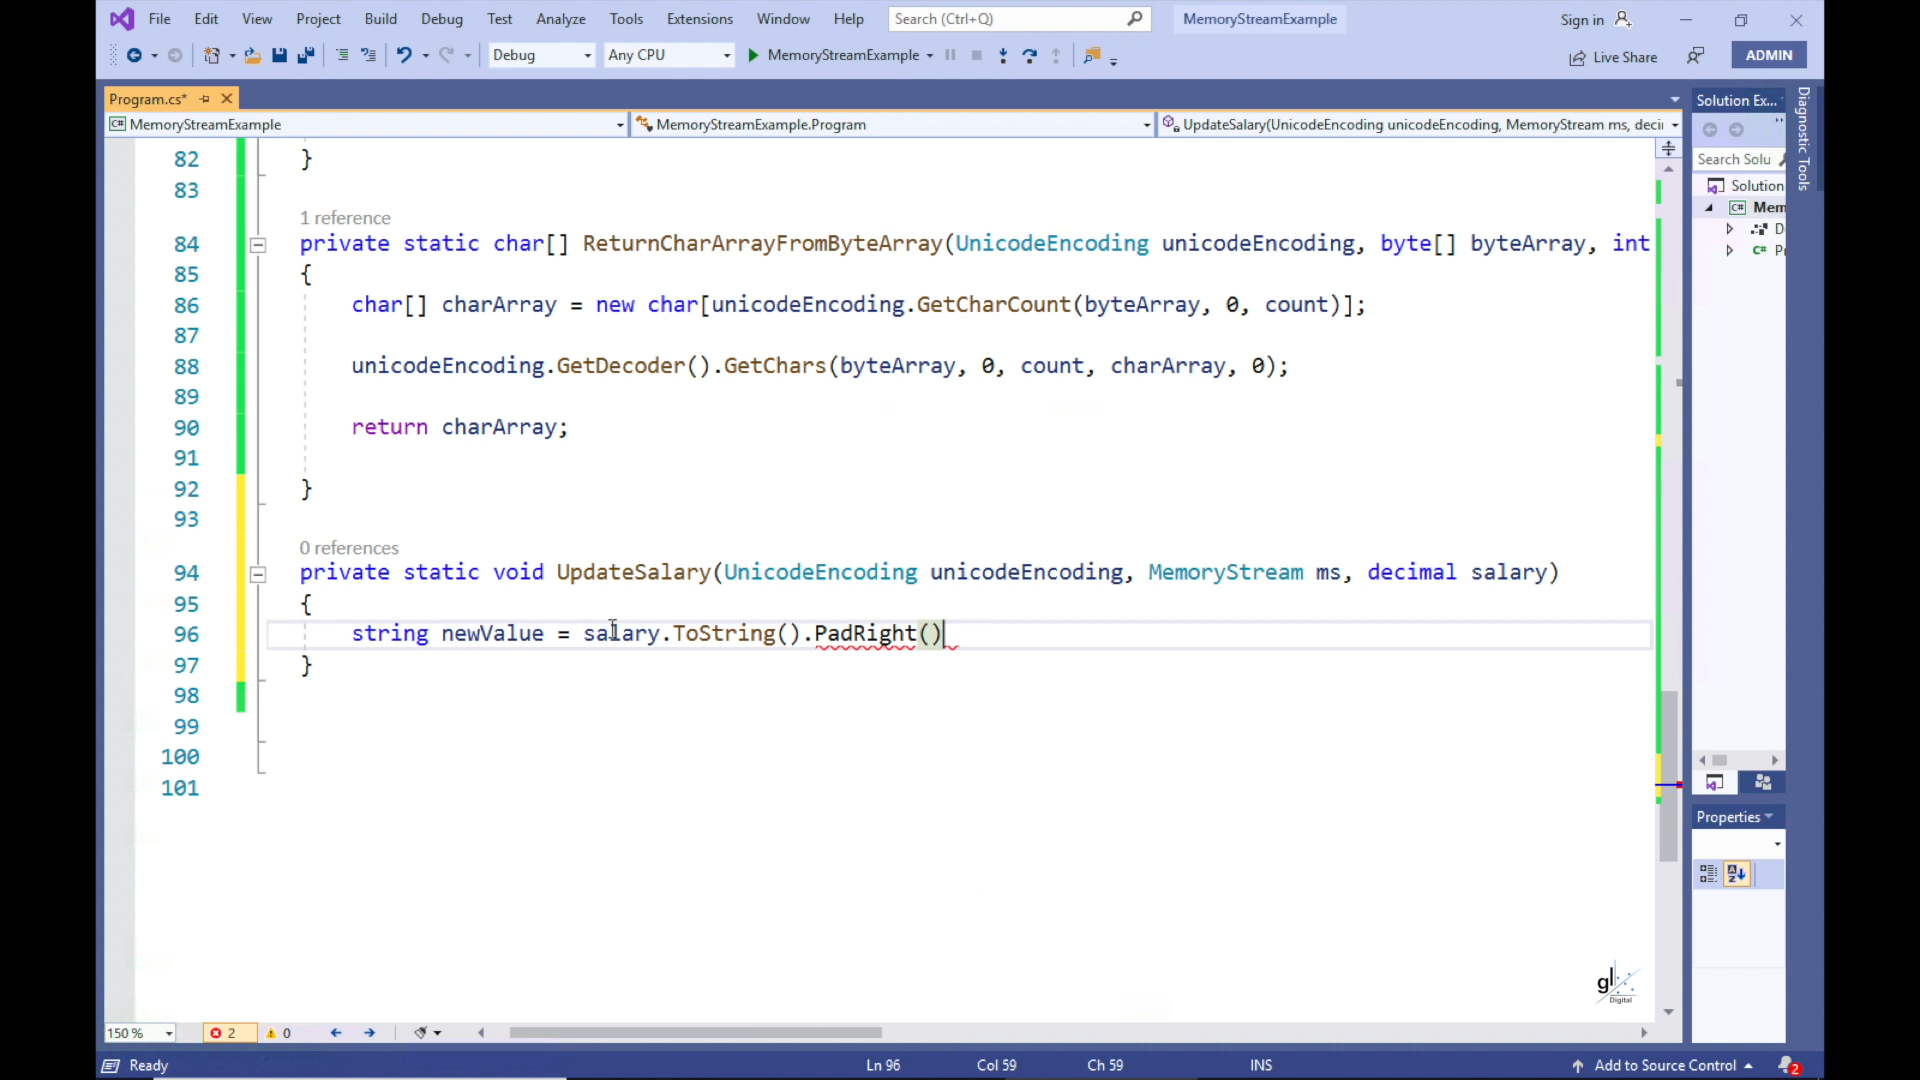 File Edit View Project Build Debug Test Analyze Tools Extensions Window Help Search (Ctrl+Q) MemoryStreamExample Sign in
Debug Any CPU MemoryStreamExample Live Share ADMIN
Program.cs*
MemoryStreamExample MemoryStreamExample.Program UpdateSalary(UnicodeEncoding unicodeEncoding, MemoryStream ms, deci
82 }
83
1 reference
84 private static char[] ReturnCharArrayFromByteArray(UnicodeEncoding unicodeEncoding, byte[] byteArray, int
85 {
86 char[] charArray = new char[unicodeEncoding.GetCharCount(byteArray, 0, count)];
87
88 unicodeEncoding.GetDecoder().GetChars(byteArray, 0, count, charArray, 0);
89
90 return charArray;
91
92 }
93
0 references
94 private static void UpdateSalary(UnicodeEncoding unicodeEncoding, MemoryStream ms, decimal salary)
95 {
96 string newValue = salary.ToString().PadRight()
97 }
98
99
100
101
Solution Ex...
Search Solu
Solution
C# Mem
D
C# Pr
Diagnostic Tools
Properties
gl
Digital
150 % 2 0
Ready Ln 96 Col 59 Ch 59 INS Add to Source Control 2